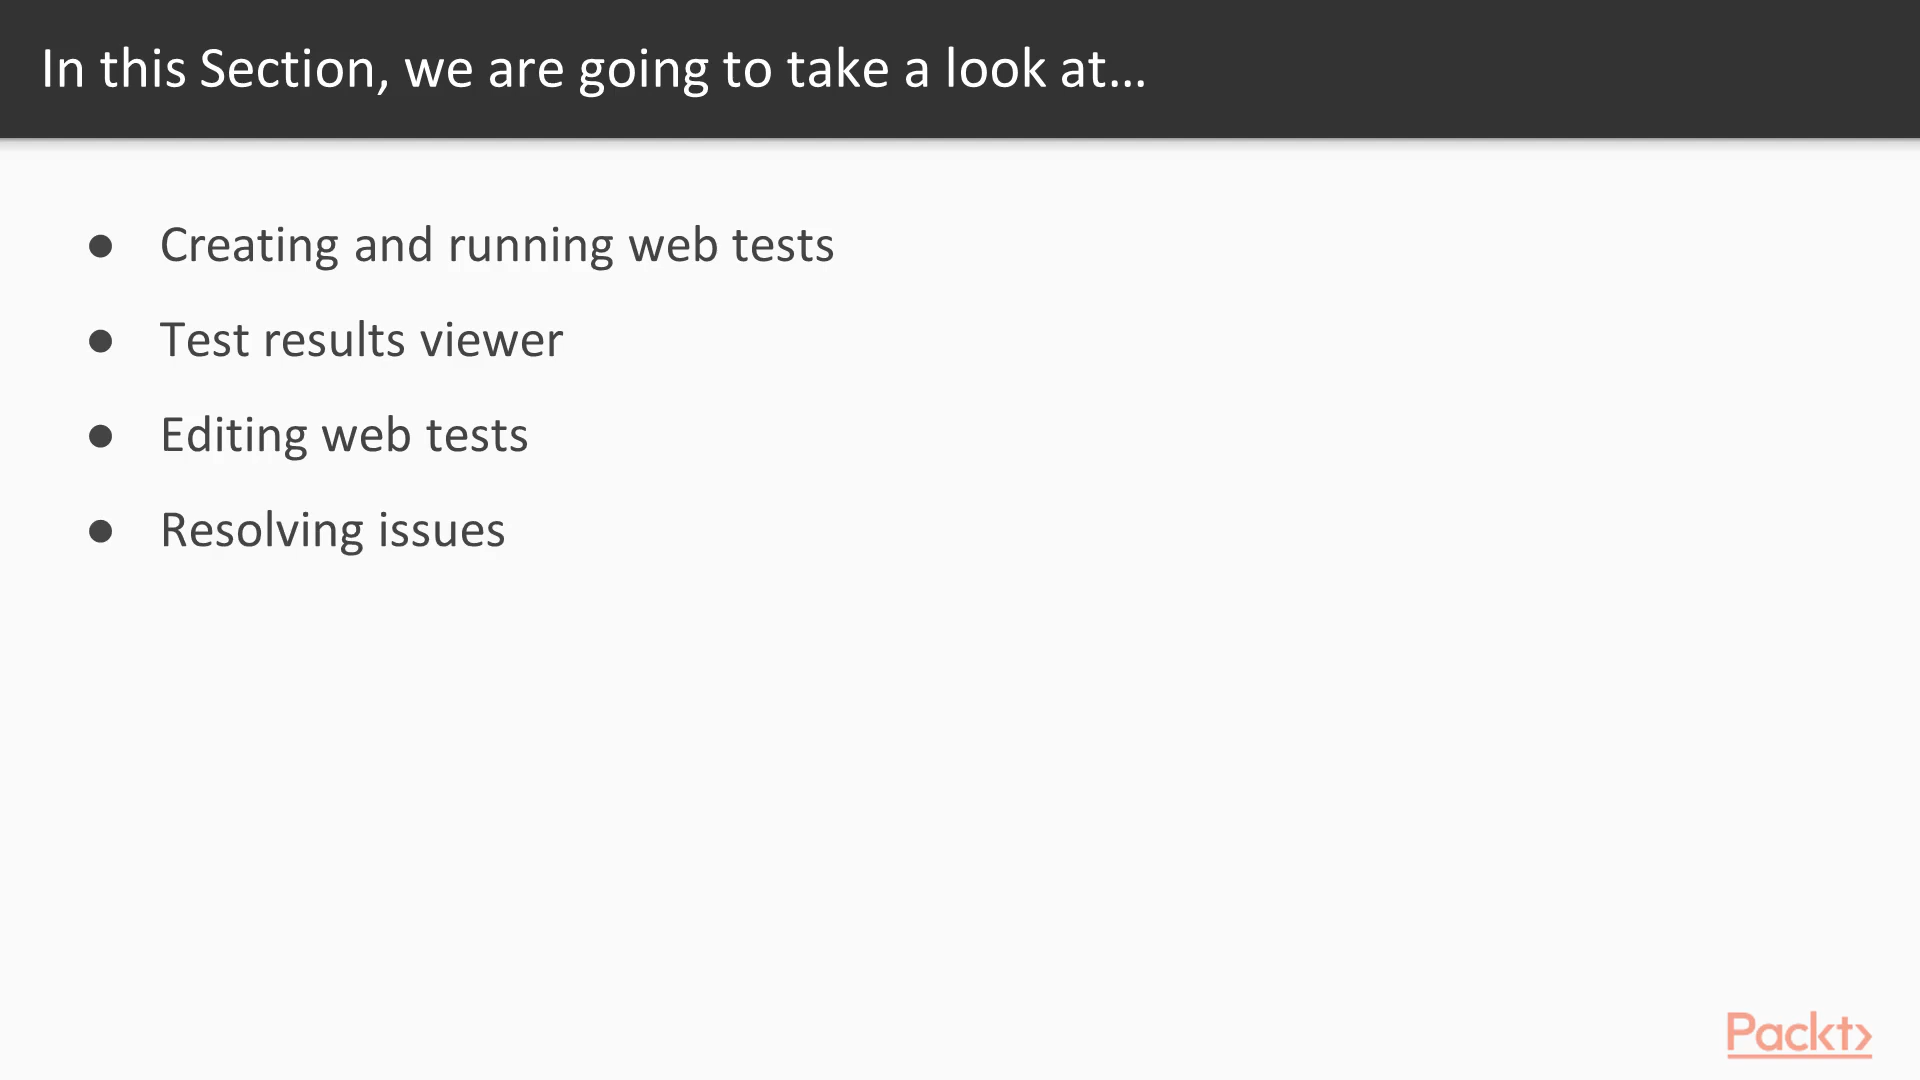 In this Section, we are going to take a look at...
● Creating and running web tests
● Test results viewer
● Editing web tests
● Resolving issues
Packt>